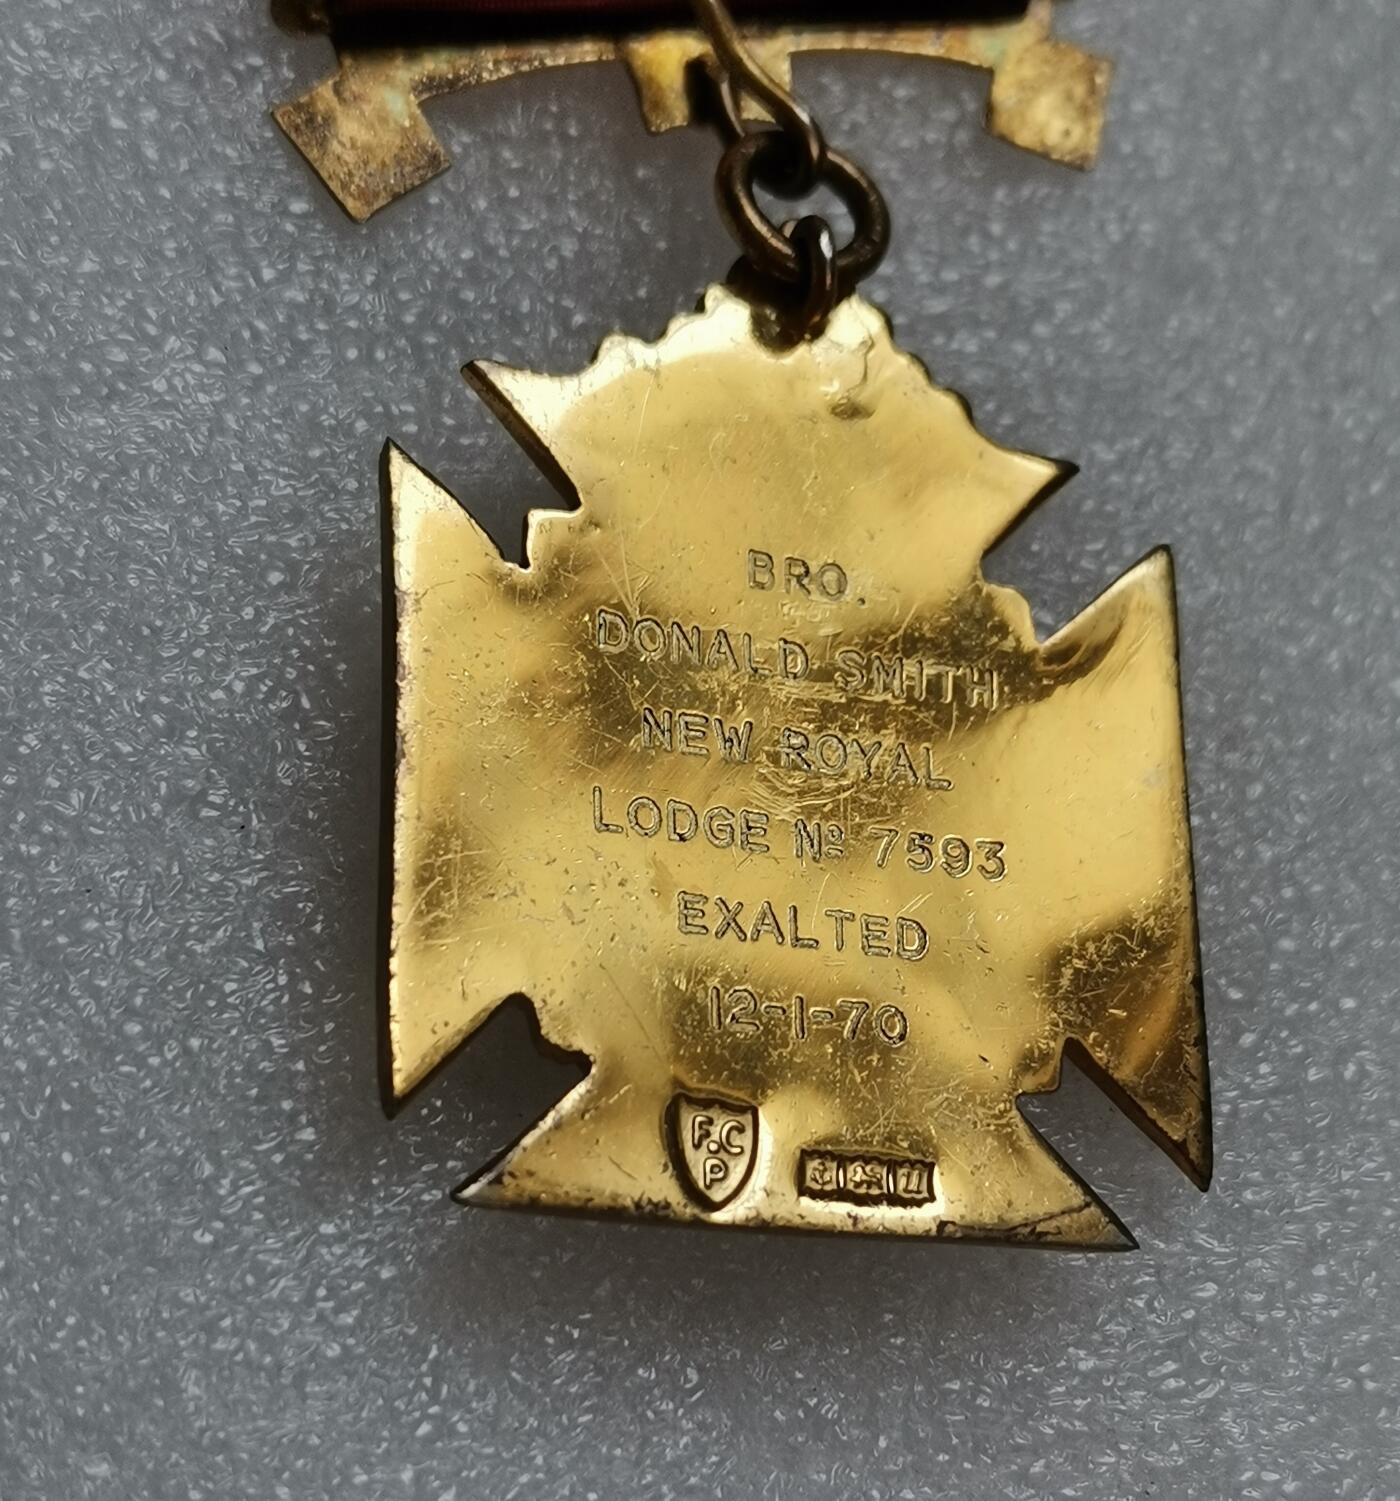 BRO.
DONALD SMITH
NEW ROYAL
LODGE Nº 7593
EXALTED
12-1-70
F.C
P